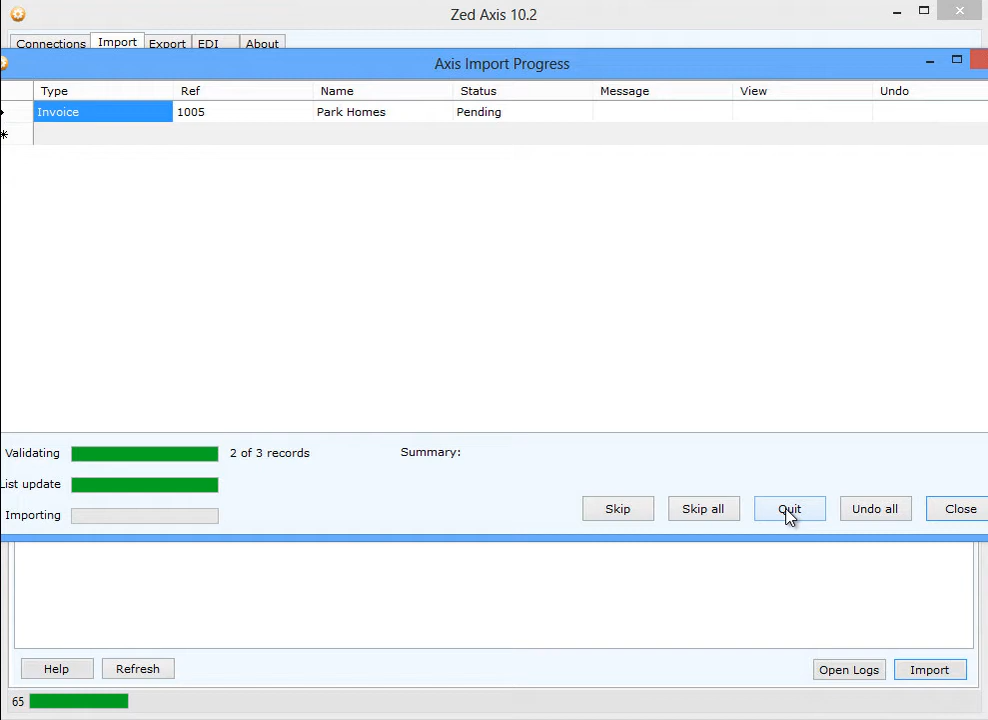 Zed Axis 10.2
Connections Import Export EDI About
Axis Import Progress
Type Ref Name Status Message View Undo
Invoice 1005 Park Homes Pending
Validating 2 of 3 records Summary:
List update
Importing Skip Skip all Quit Undo all Close
Help Refresh Open Logs Import
65